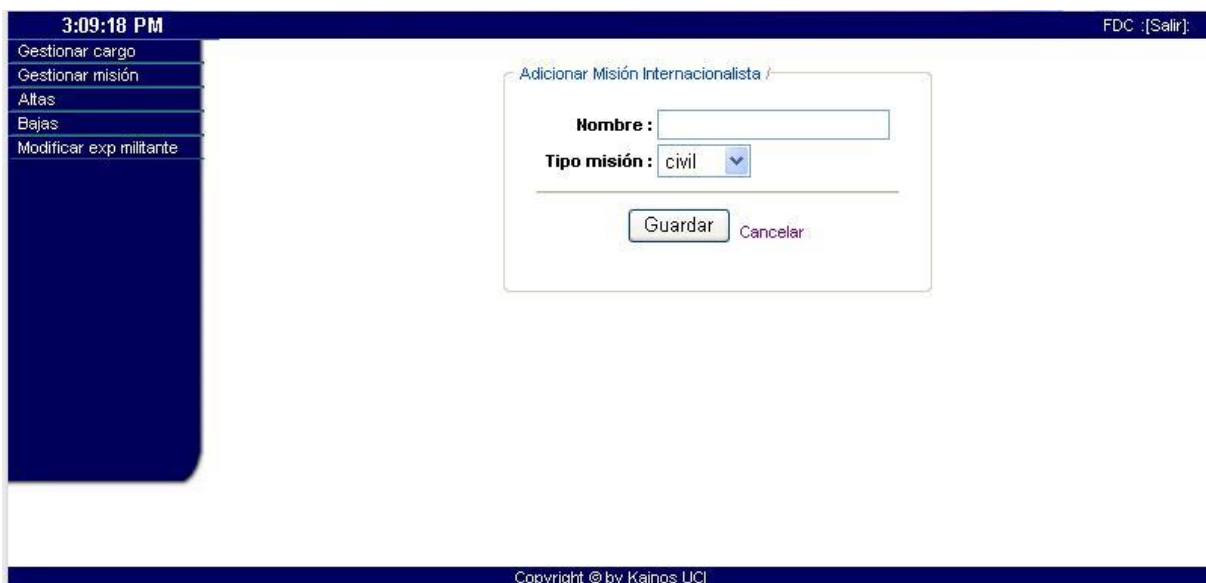 3:09:18 PM
FDC :[Salir]:
Gestionar cargo
Gestionar misión
Altas
Bajas
Modificar exp militante
Adicionar Misión Internacionalista /
Nombre :
Tipo misión : civil
Guardar Cancelar
Copyright © by Kainos UCI